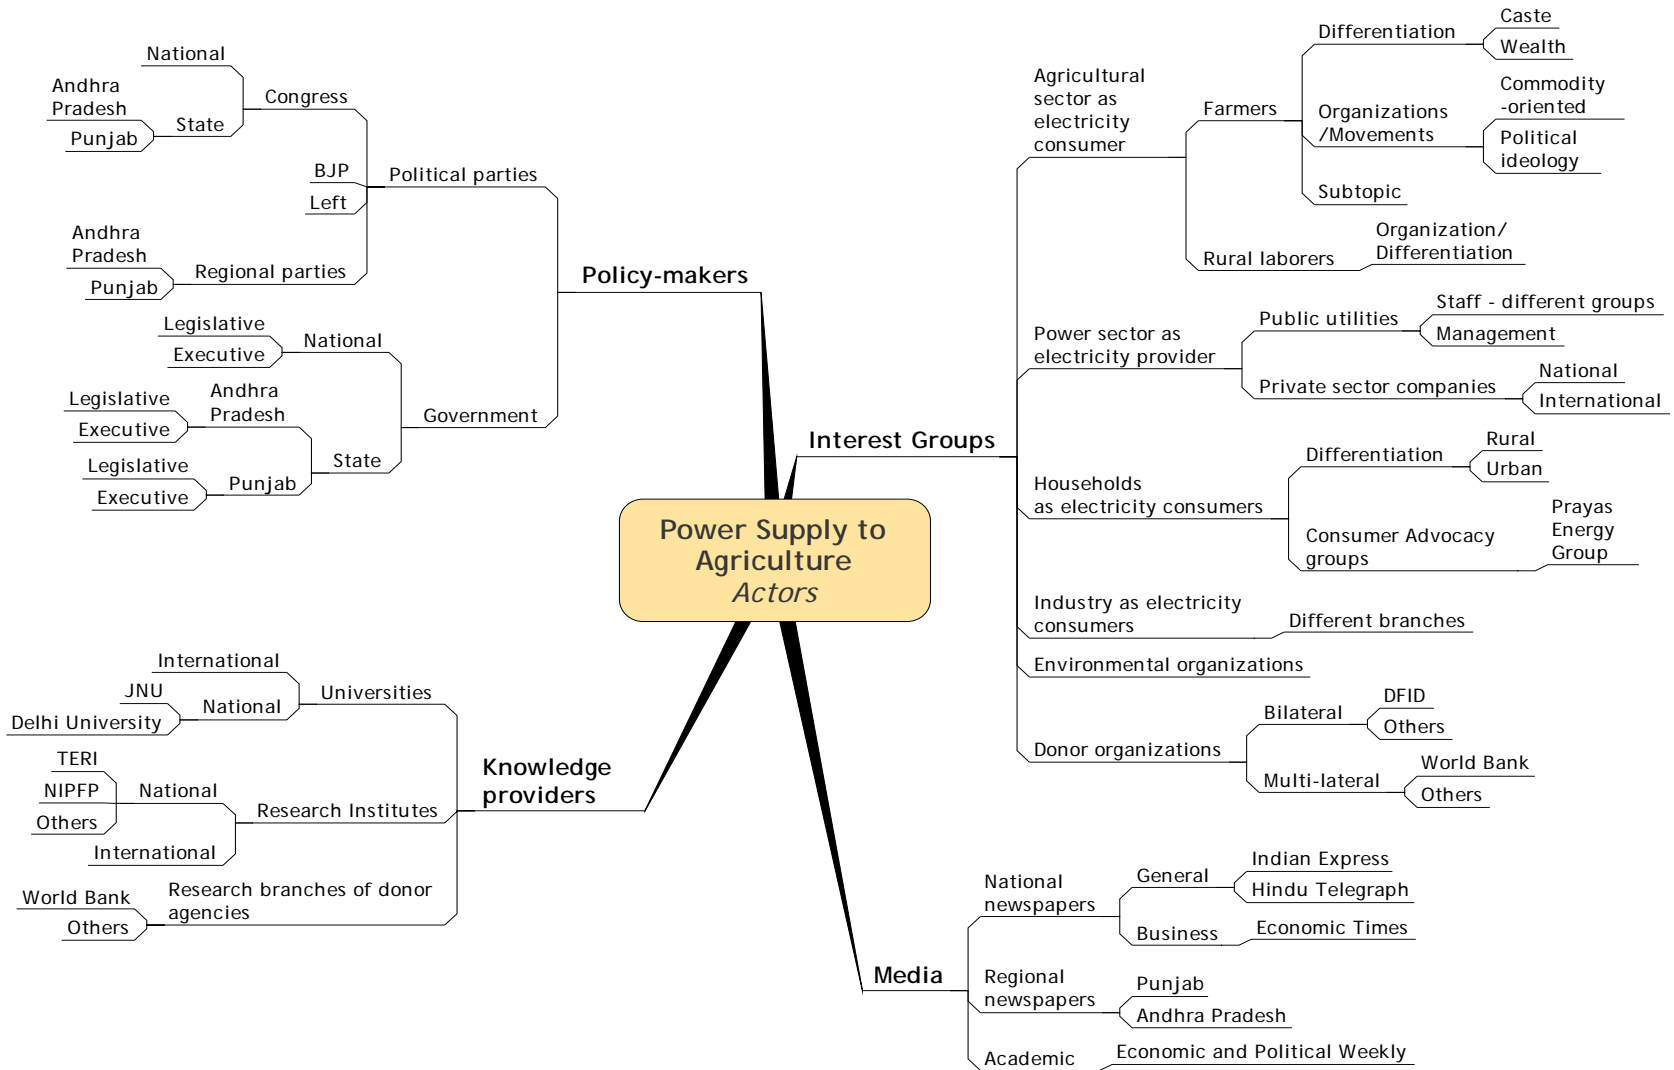 Power Supply to
Agriculture
Actors
Policy-makers
Political parties
Congress
National
State
Andhra
Pradesh
Punjab
BJP
Left
Regional parties
Andhra
Pradesh
Punjab
Government
National
Legislative
Executive
State
Andhra
Pradesh
Legislative
Executive
Punjab
Legislative
Executive
Interest Groups
Agricultural
sector as
electricity
consumer
Farmers
Differentiation
Caste
Wealth
Organizations
/Movements
Commodity
-oriented
Political
ideology
Subtopic
Rural laborers
Organization/
Differentiation
Power sector as
electricity provider
Public utilities
Staff - different groups
Management
Private sector companies
National
International
Households
as electricity consumers
Differentiation
Rural
Urban
Consumer Advocacy
groups
Prayas
Energy
Group
Industry as electricity
consumers
Different branches
Environmental organizations
Donor organizations
Bilateral
DFID
Others
Multi-lateral
World Bank
Others
Knowledge
providers
Universities
International
National
JNU
Delhi University
Research Institutes
National
TERI
NIPFP
Others
International
Research branches of donor
agencies
World Bank
Others
Media
National
newspapers
General
Indian Express
Hindu Telegraph
Business
Economic Times
Regional
newspapers
Punjab
Andhra Pradesh
Academic
Economic and Political Weekly